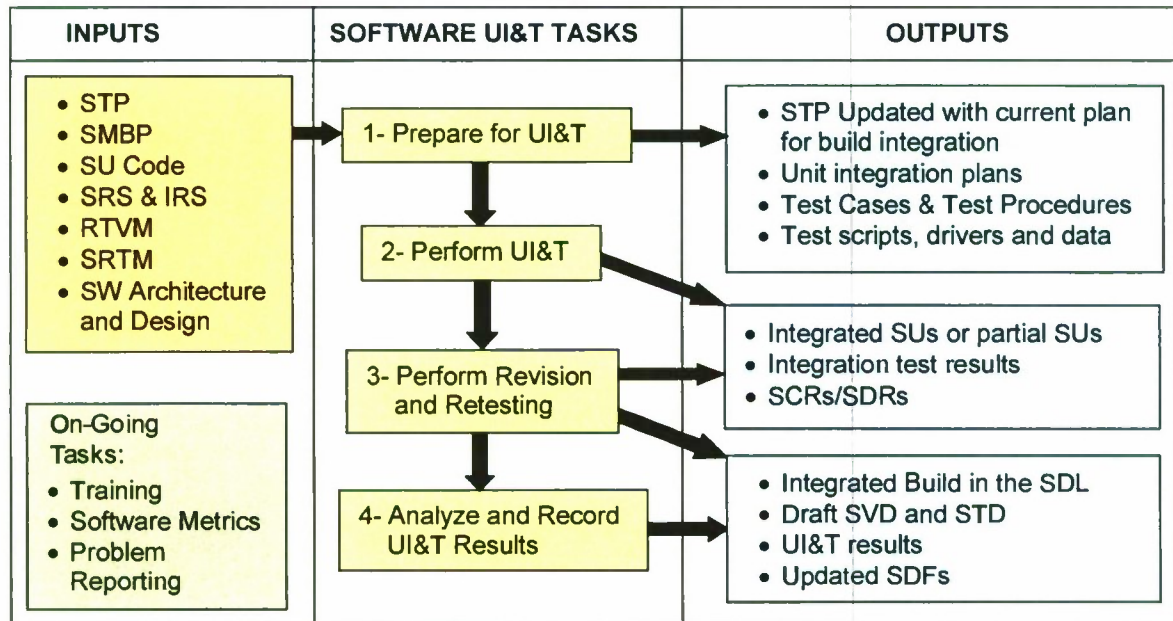 INPUTS
SOFTWARE UI&T TASKS
OUTPUTS
• STP
• SMBP
• SU Code
• SRS & IRS
• RTVM
• SRTM
• SW Architecture
and Design
On-Going
Tasks:
• Training
• Software Metrics
• Problem
Reporting
1- Prepare for UI&T
2- Perform UI&T
3- Perform Revision
and Retesting
4- Analyze and Record
UI&T Results
• STP Updated with current plan
for build integration
• Unit integration plans
• Test Cases & Test Procedures
• Test scripts, drivers and data
• Integrated SUs or partial SUs
• Integration test results
• SCRs/SDRs
• Integrated Build in the SDL
• Draft SVD and STD
• UI&T results
• Updated SDFs